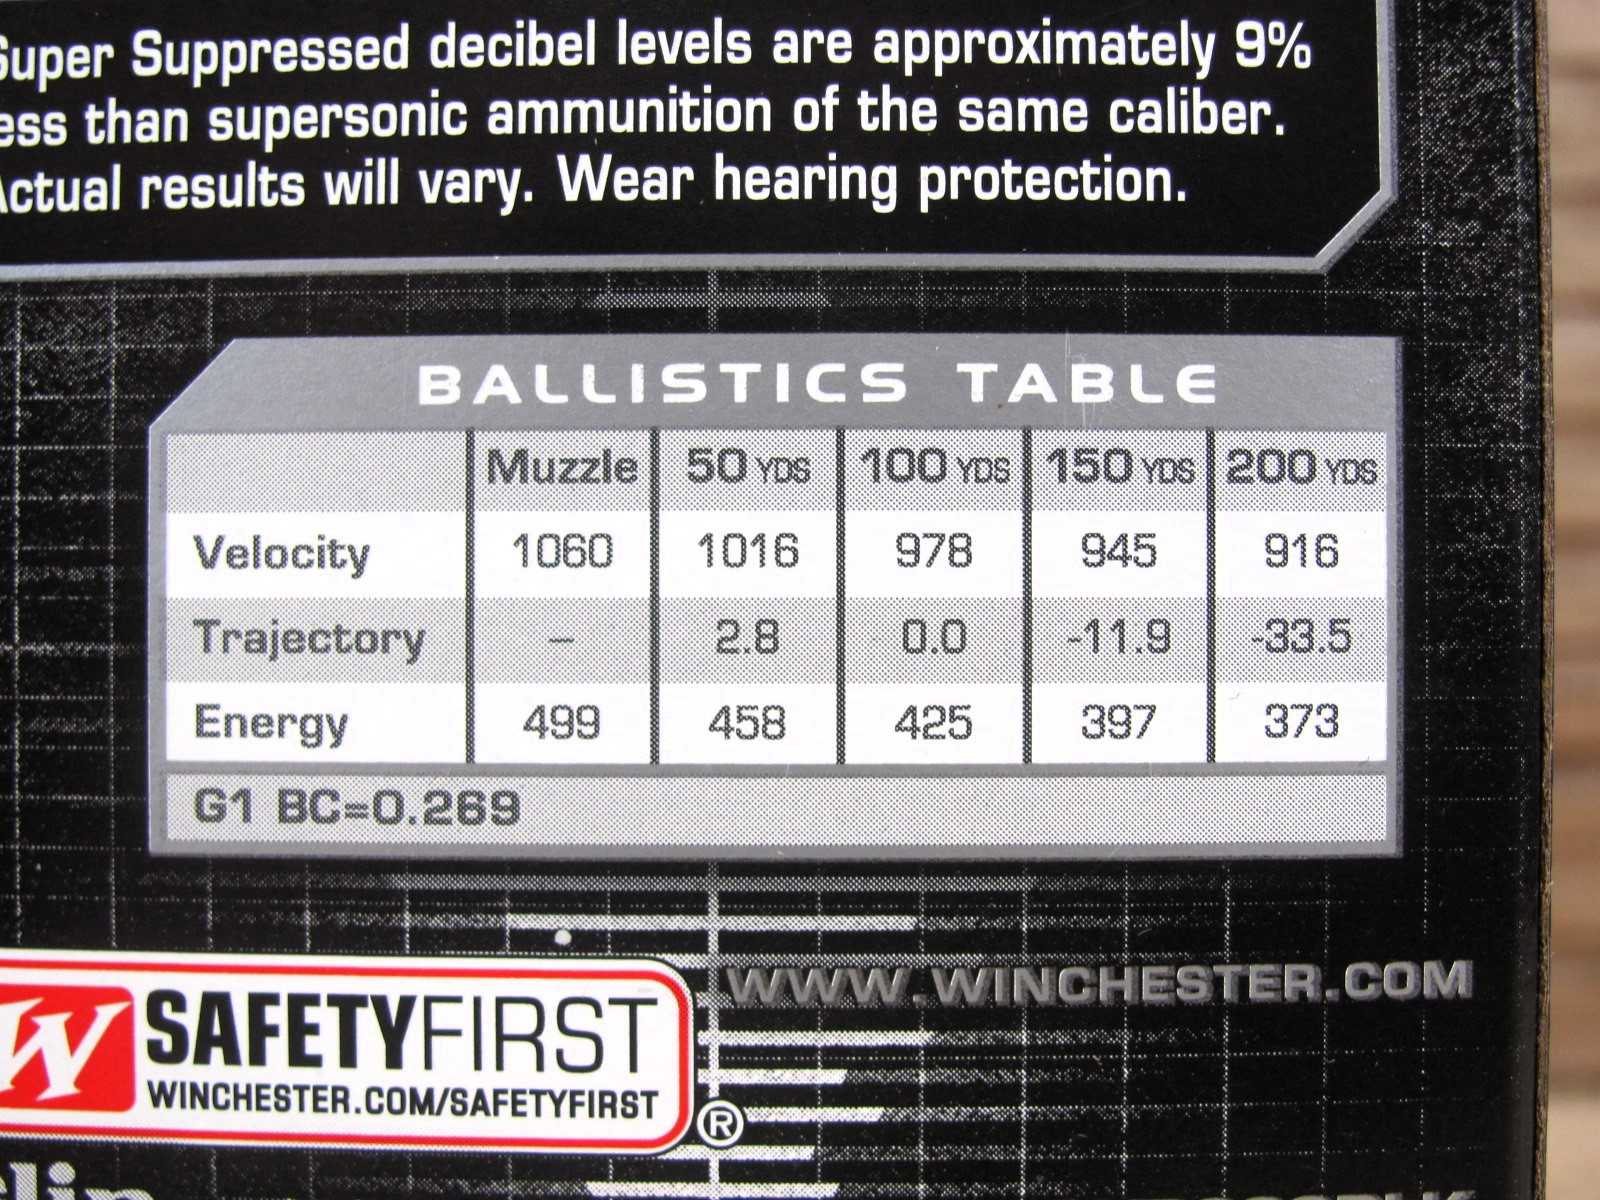 Super Suppressed decibel levels are approximately 9%
less than supersonic ammunition of the same caliber.
Actual results will vary. Wear hearing protection.
BALLISTICS TABLE
Muzzle 50 YDS 100 YDS 150 YDS 200 YDS
Velocity 1060 1016 978 945 916
Trajectory – 2.8 0.0 -11.9 -33.5
Energy 499 458 425 397 373
G1 BC=0.269
WWW.WINCHESTER.COM
W SAFETYFIRST
WINCHESTER.COM/SAFETYFIRST
®